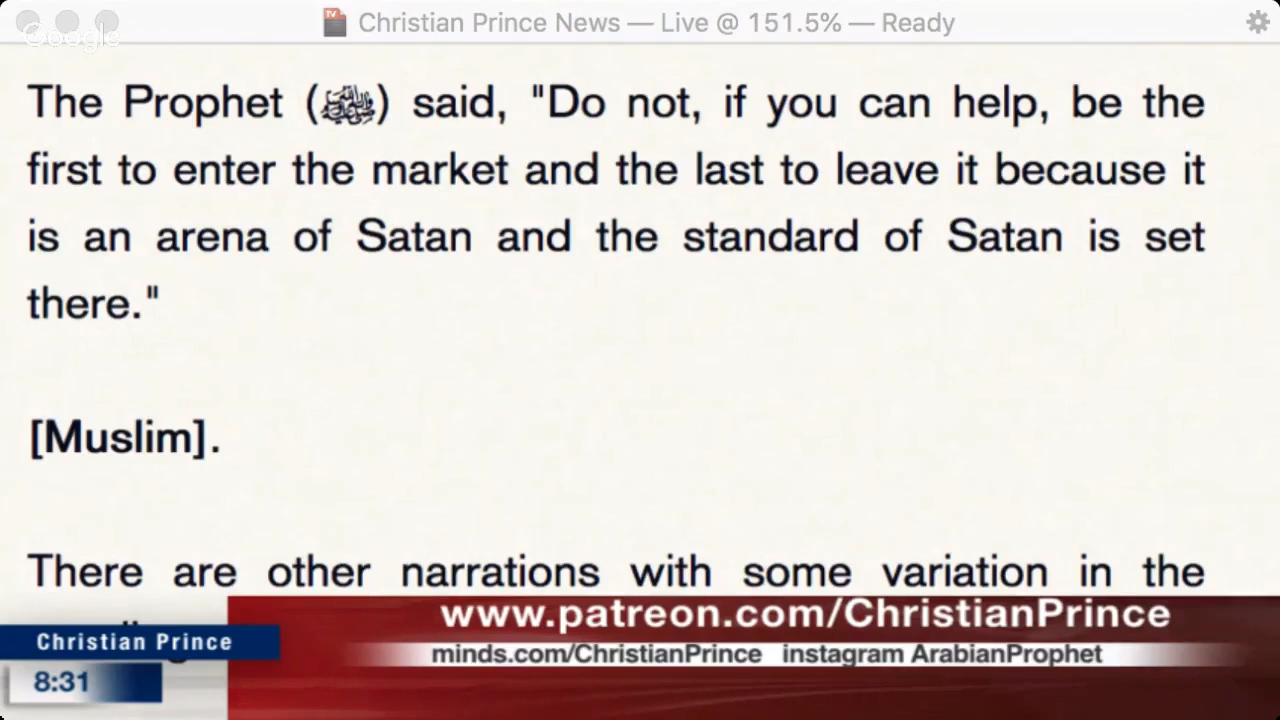 Christian Prince News — Live @ 151.5% — Ready
Google
The Prophet (ﷺ) said, "Do not, if you can help, be the
first to enter the market and the last to leave it because it
is an arena of Satan and the standard of Satan is set
there."
[Muslim].
There are other narrations with some variation in the
www.patreon.com/ChristianPrince
Christian Prince
minds.com/ChristianPrince instagram ArabianProphet
8:31